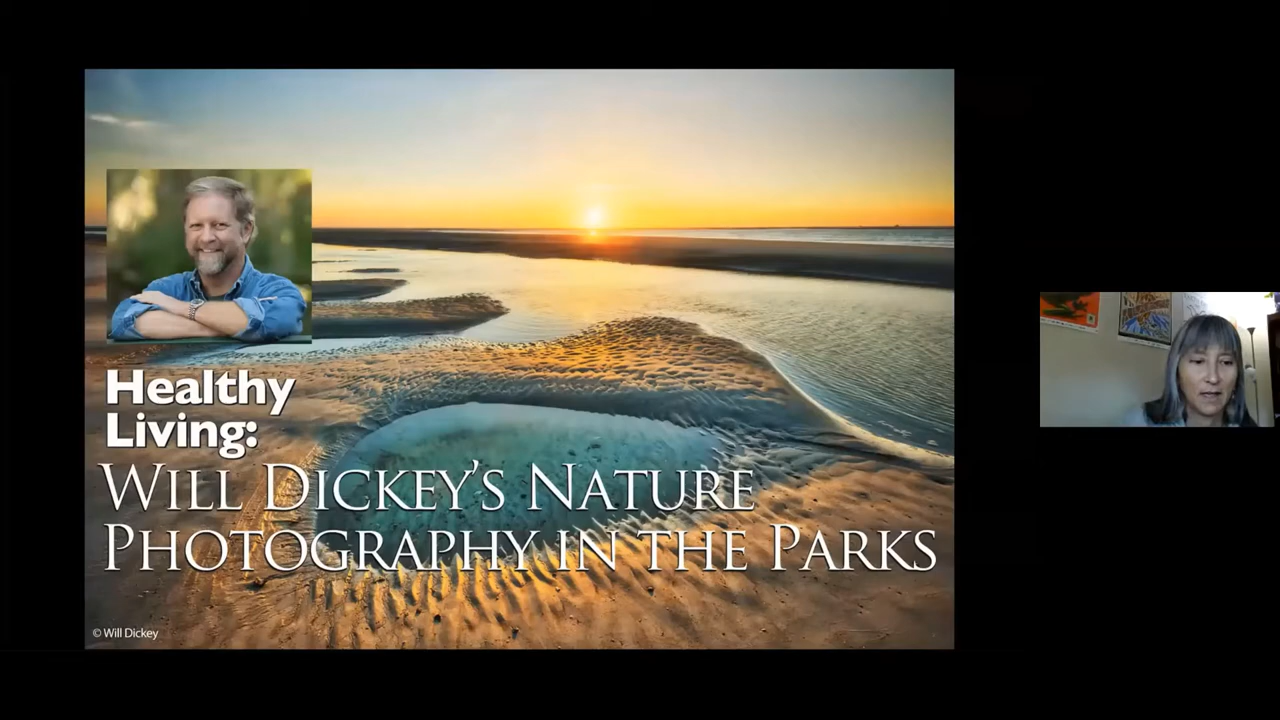 Healthy
Living:
Will Dickey's Nature
Photography in the Parks
© Will Dickey